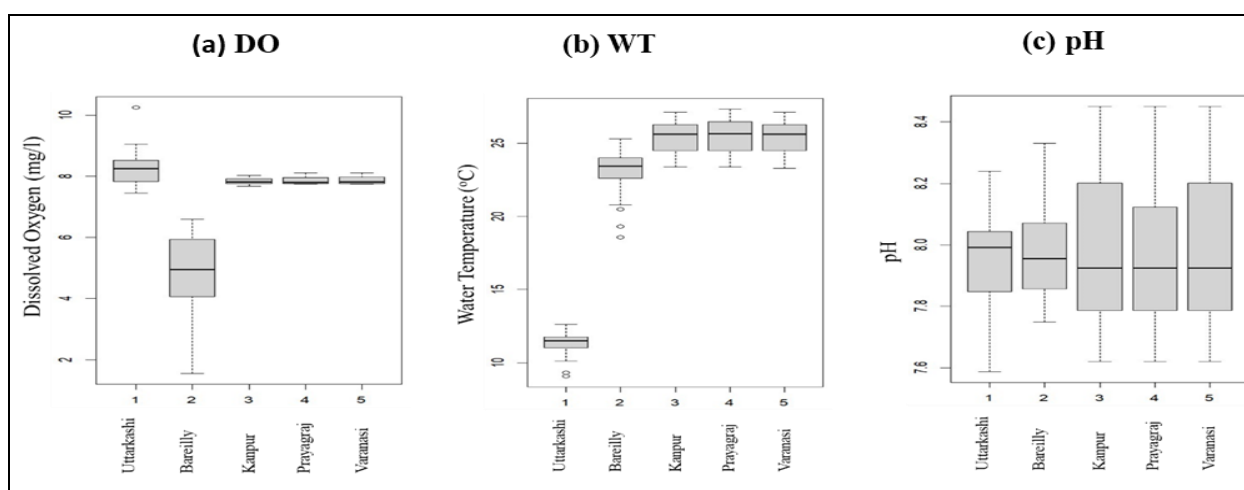 (a) DO
Dissolved Oxygen (mg/l)
10
8
6
4
2
1 2 3 4 5
Uttarkashi
Bareilly
Kanpur
Prayagraj
Varanasi
(b) WT
Water Temperature (⁰C)
25
20
15
10
1 2 3 4 5
Uttarkashi
Bareilly
Kanpur
Prayagraj
Varanasi
(c) pH
pH
8.4
8.2
8.0
7.8
7.6
1 2 3 4 5
Uttarkashi
Bareilly
Kanpur
Prayagraj
Varanasi